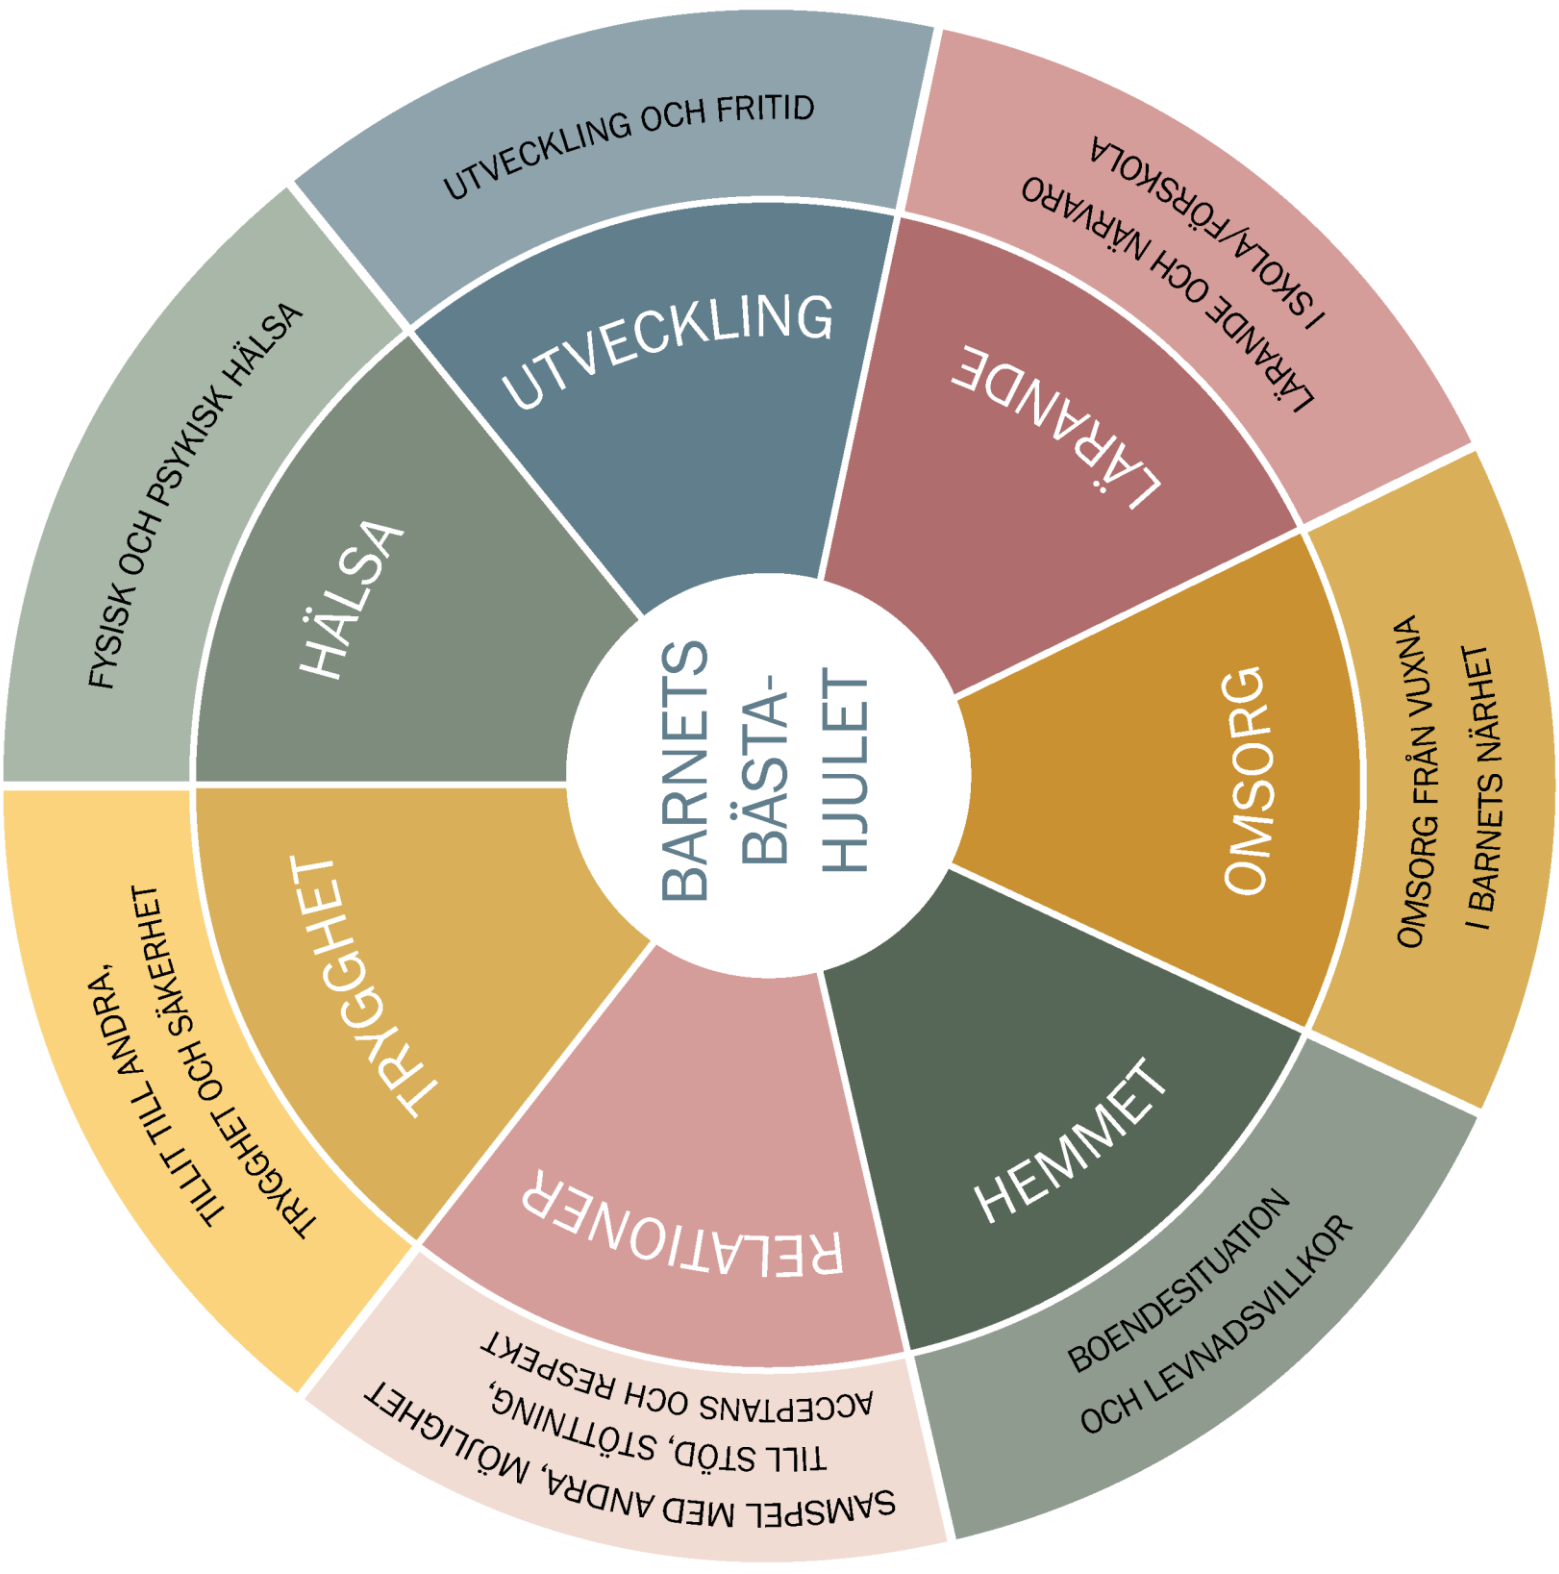 BARNETS
BÄSTA-
HJULET
UTVECKLING
UTVECKLING OCH FRITID
LÄRANDE
LÄRANDE OCH NÄRVARO
I SKOLA/FÖRSKOLA
OMSORG
OMSORG FRÅN VUXNA
I BARNETS NÄRHET
HEMMET
BOENDESITUATION
OCH LEVNADSVILLKOR
RELATIONER
SAMSPEL MED ANDRA, MÖJLIGHET
TILL STÖD, STÖTTNING,
ACCEPTANS OCH RESPEKT
TRYGGHET
TILLIT TILL ANDRA,
TRYGGHET OCH SÄKERHET
HÄLSA
FYSISK OCH PSYKISK HÄLSA